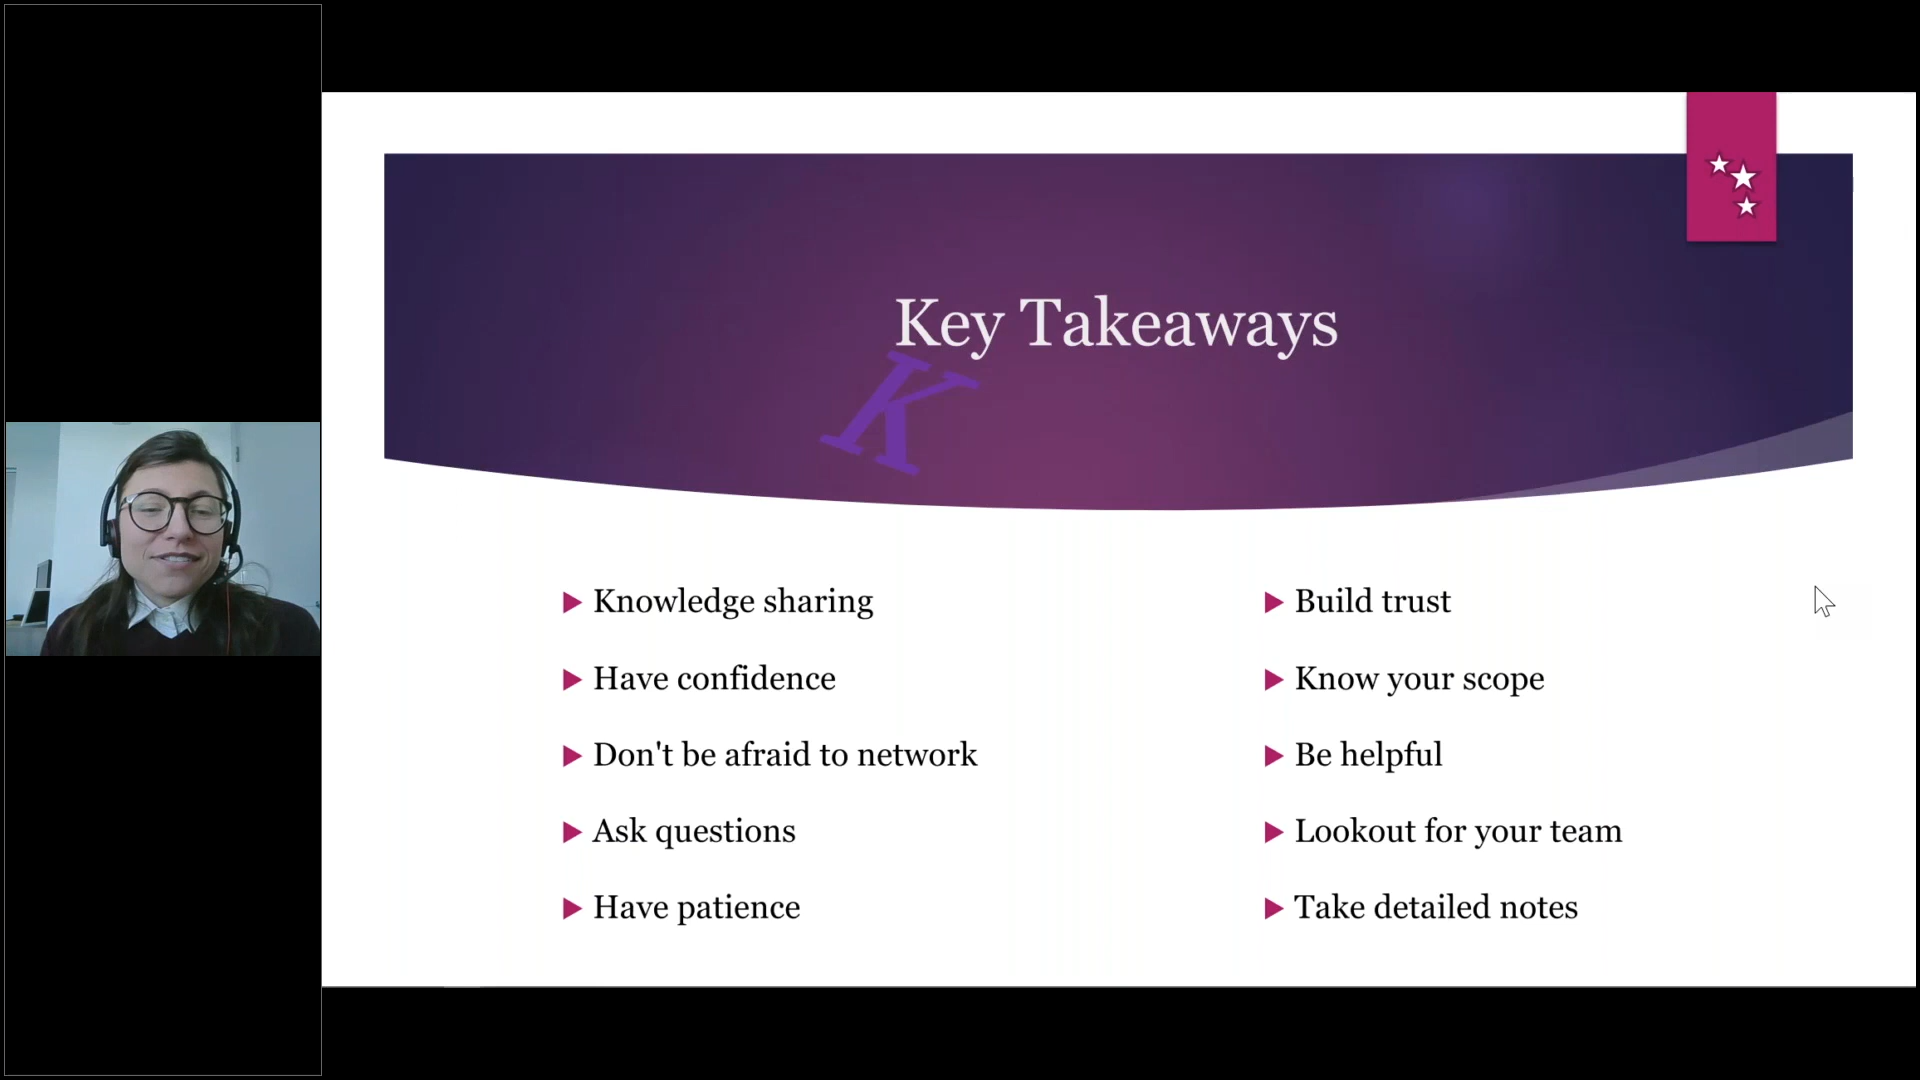 Key Takeaways
K
Knowledge sharing
Have confidence
Don't be afraid to network
Ask questions
Have patience
Build trust
Know your scope
Be helpful
Lookout for your team
Take detailed notes